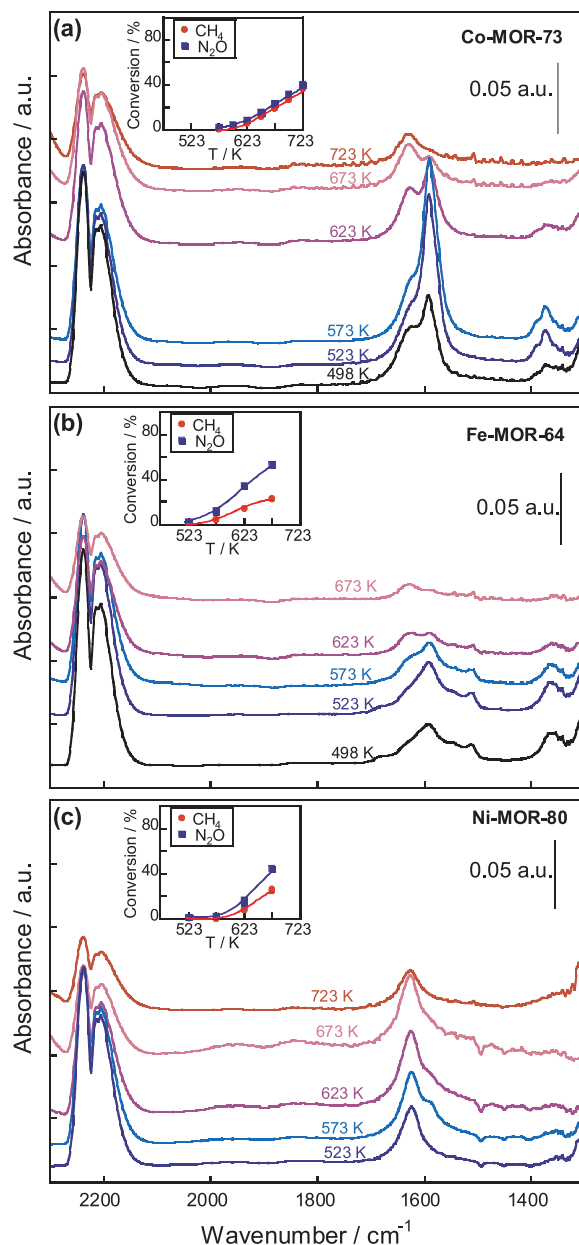 (a)
Co-MOR-73
CH₄
N₂O
Conversion / %
80
40
0
523
623
723
T / K
0.05 a.u.
723 K
673 K
623 K
573 K
523 K
498 K
Absorbance / a.u.
(b)
Fe-MOR-64
CH₄
N₂O
Conversion / %
80
40
0
523
623
723
T / K
0.05 a.u.
673 K
623 K
573 K
523 K
498 K
Absorbance / a.u.
(c)
Ni-MOR-80
CH₄
N₂O
Conversion / %
80
40
0
523
623
723
T / K
0.05 a.u.
723 K
673 K
623 K
573 K
523 K
Absorbance / a.u.
2200
2000
1800
1600
1400
Wavenumber / cm⁻¹